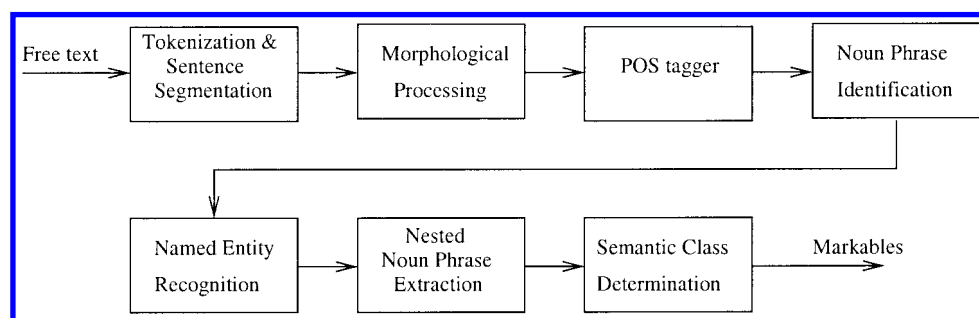 Free text
Tokenization &
Sentence
Segmentation
Morphological
Processing
POS tagger
Noun Phrase
Identification
Named Entity
Recognition
Nested
Noun Phrase
Extraction
Semantic Class
Determination
Markables